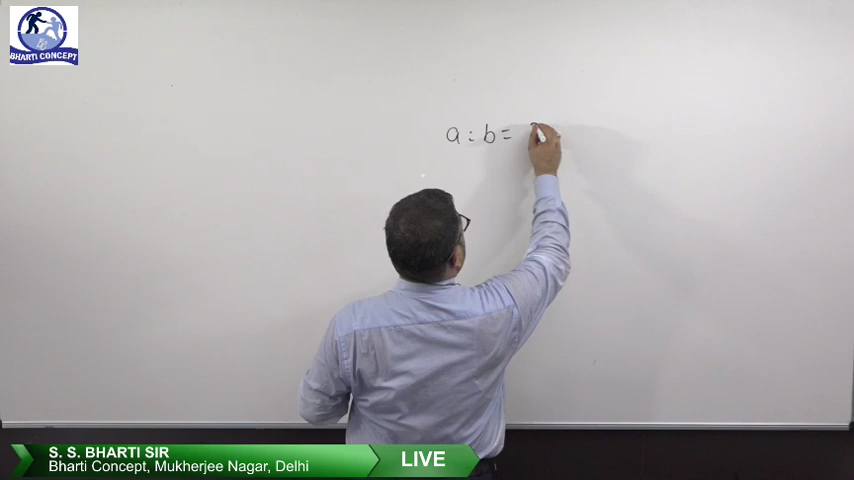 BHARTI CONCEPT
a : b =
S. S. BHARTI SIR
Bharti Concept, Mukherjee Nagar, Delhi
LIVE